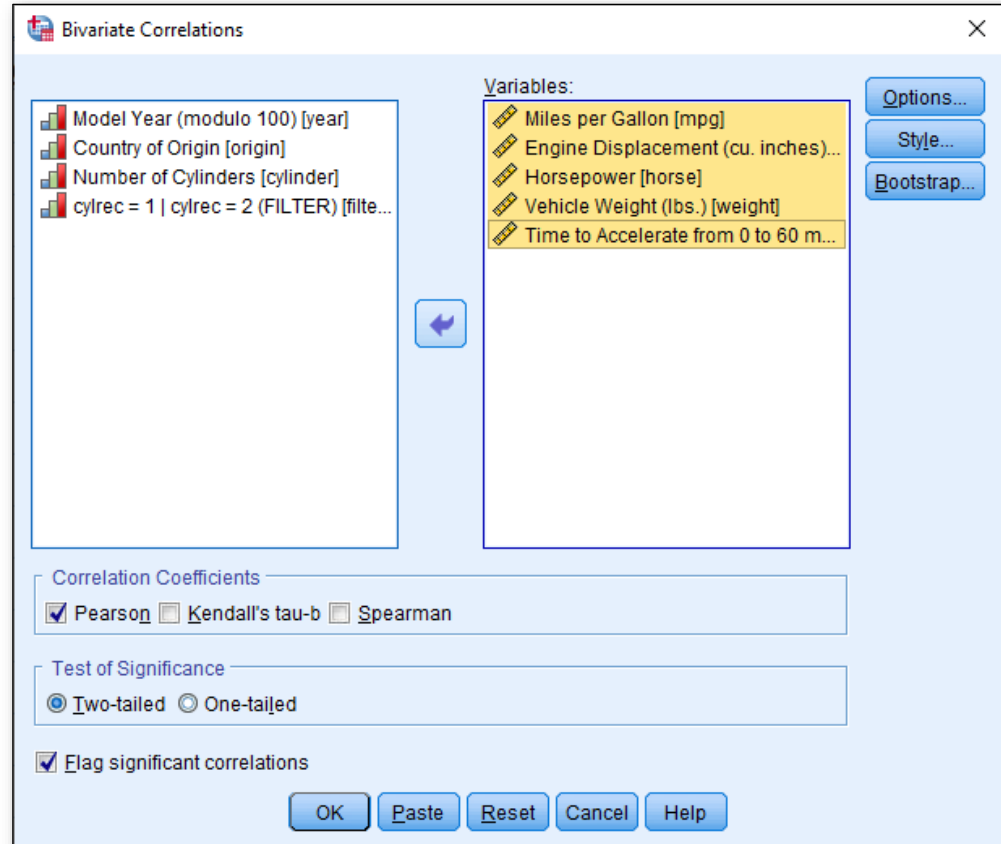 Bivariate Correlations
Variables:
Model Year (modulo 100) [year]
Country of Origin [origin]
Number of Cylinders [cylinder]
cylrec = 1 | cylrec = 2 (FILTER) [filte...
Miles per Gallon [mpg]
Engine Displacement (cu. inches)...
Horsepower [horse]
Vehicle Weight (lbs.) [weight]
Time to Accelerate from 0 to 60 m...
Options...
Style...
Bootstrap...
Correlation Coefficients
Pearson Kendall's tau-b Spearman
Test of Significance
Two-tailed One-tailed
Flag significant correlations
OK Paste Reset Cancel Help